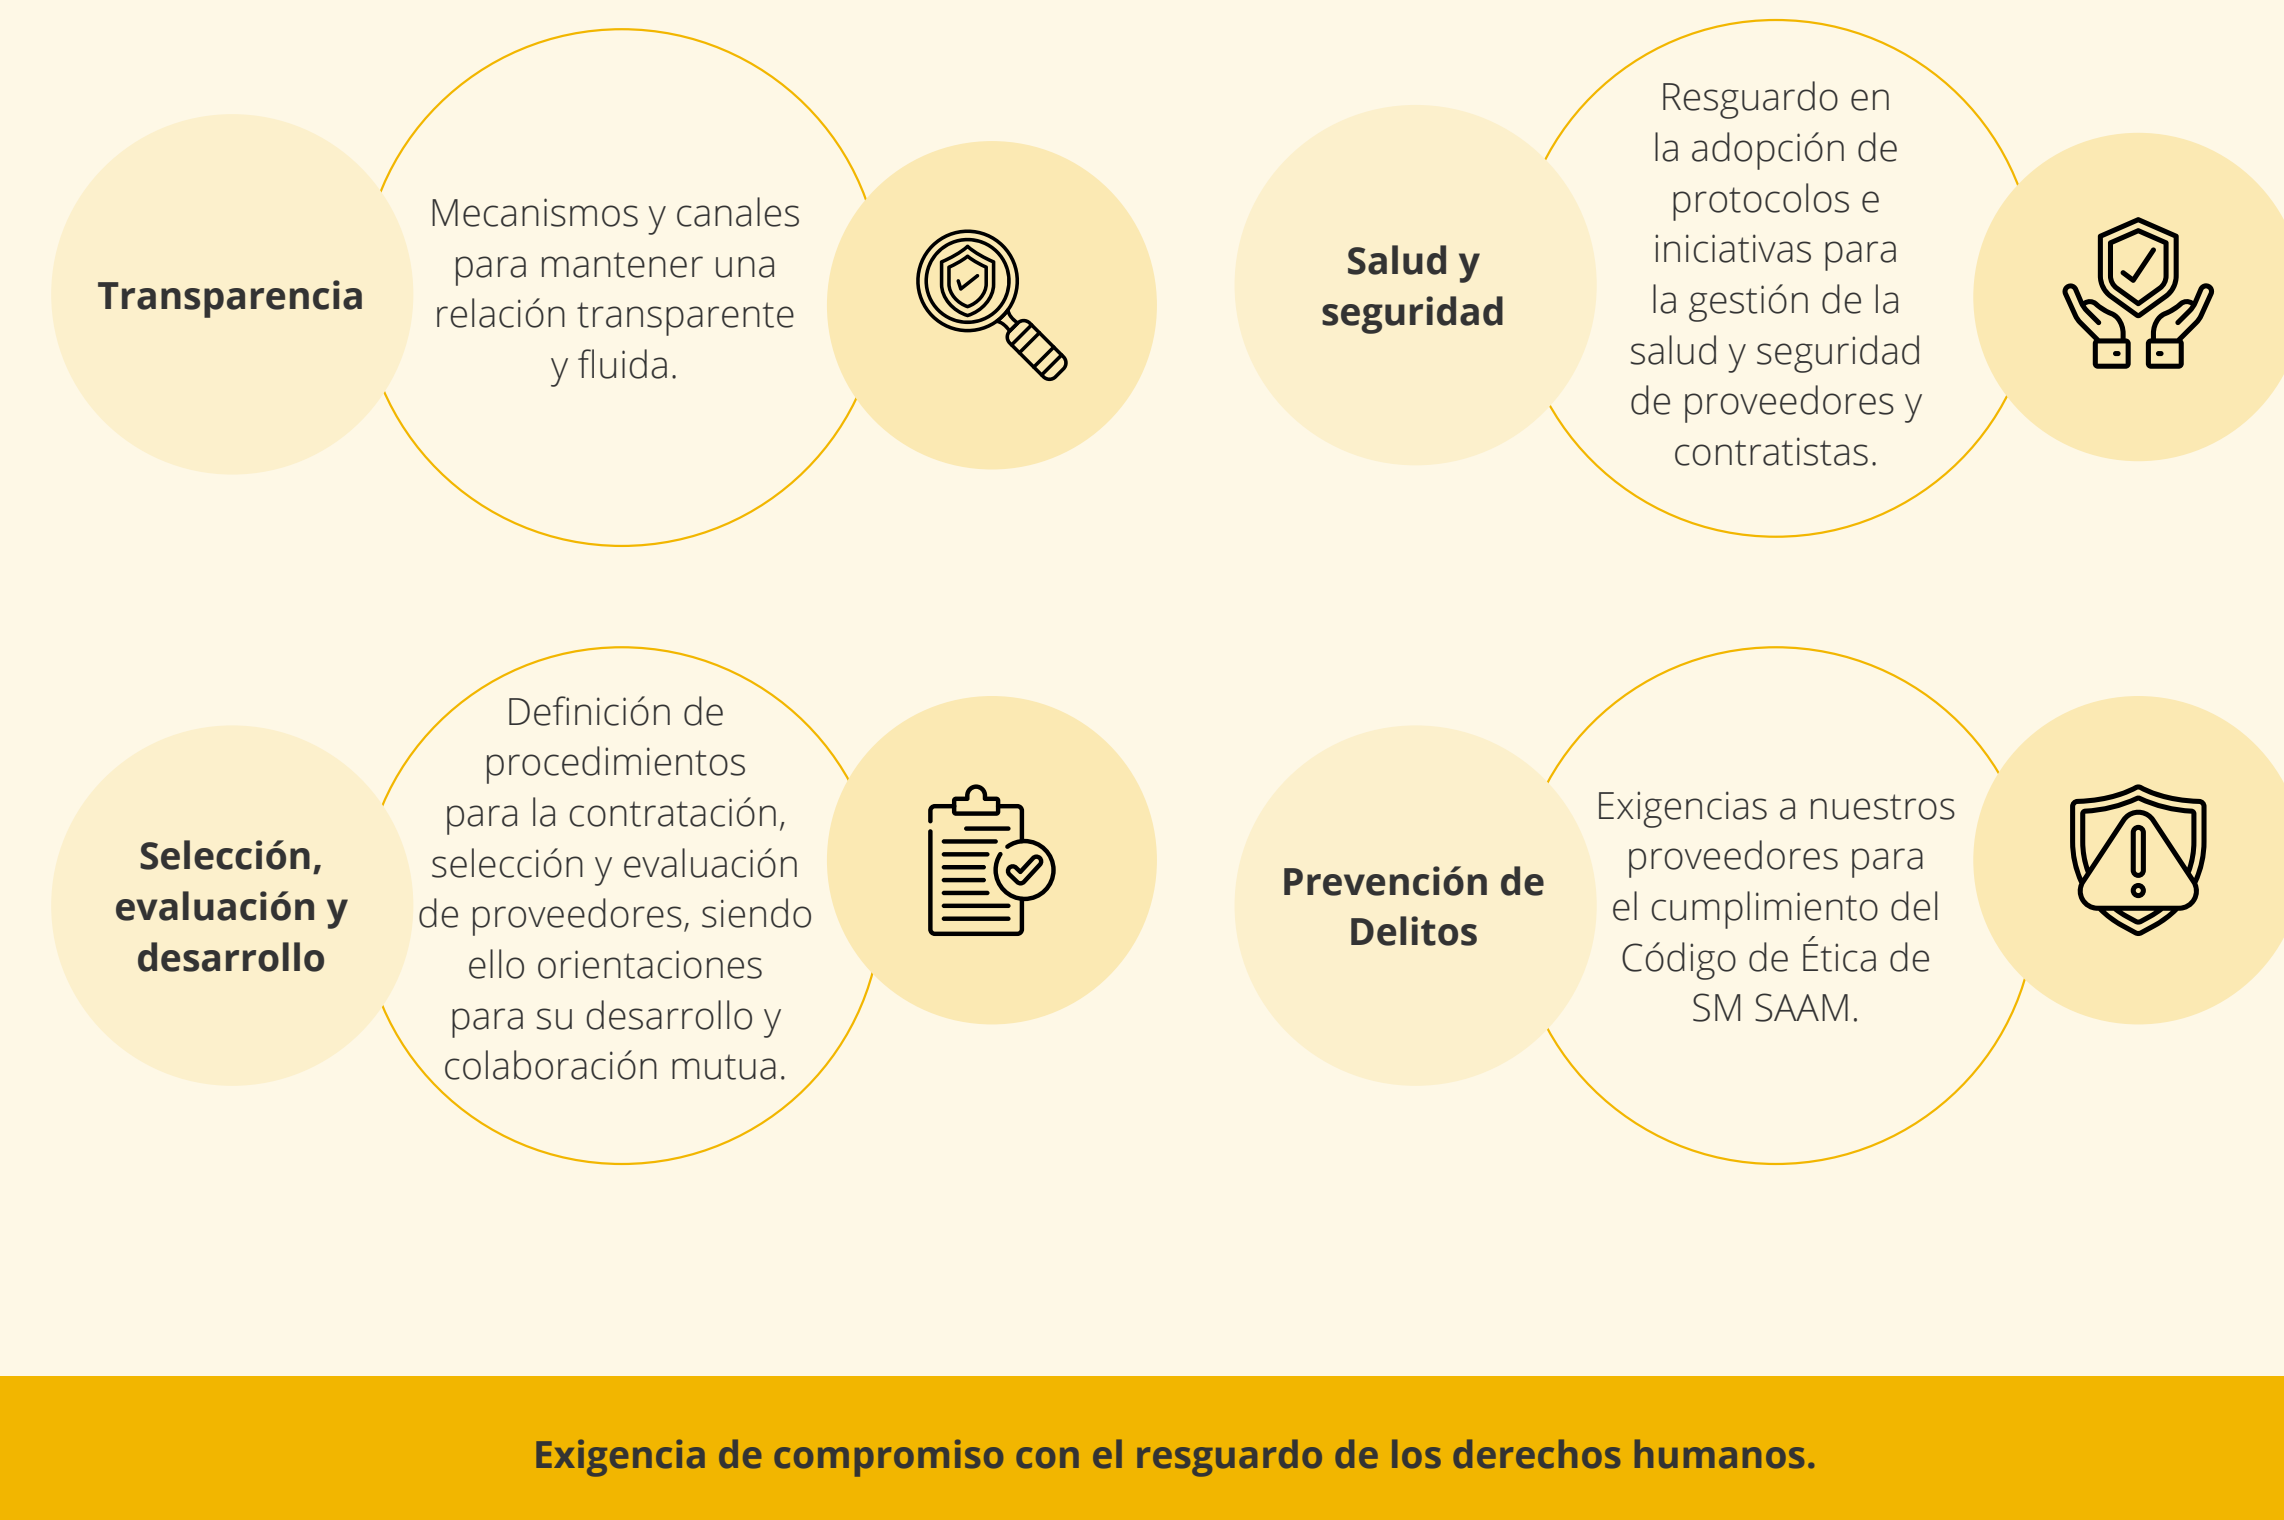 Transparencia
Mecanismos y canales
para mantener una
relación transparente
y fluida.
Salud y
seguridad
Resguardo en
la adopción de
protocolos e
iniciativas para
la gestión de la
salud y seguridad
de proveedores y
contratistas.
Selección,
evaluación y
desarrollo
Definición de
procedimientos
para la contratación,
selección y evaluación
de proveedores, siendo
ello orientaciones
para su desarrollo y
colaboración mutua.
Prevención de
Delitos
Exigencias a nuestros
proveedores para
el cumplimiento del
Código de Ética de
SM SAAM.
Exigencia de compromiso con el resguardo de los derechos humanos.